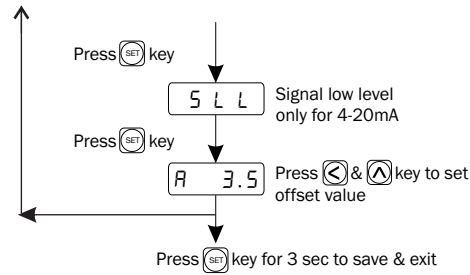 Press SET key
SLL
Signal low level
only for 4-20mA
Press SET key
A 3.5
Press < & ∧ key to set
offset value
Press SET key for 3 sec to save & exit